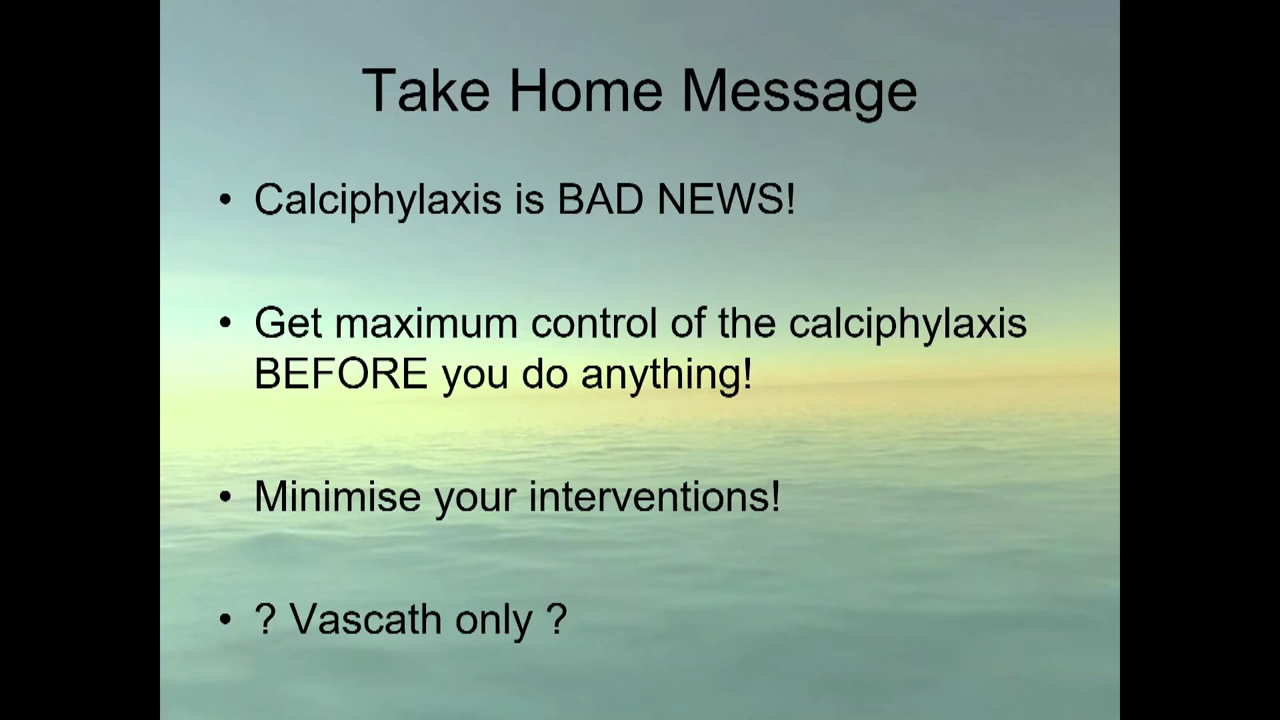 Take Home Message
• Calciphylaxis is BAD NEWS!
• Get maximum control of the calciphylaxis
BEFORE you do anything!
• Minimise your interventions!
• ? Vascath only ?